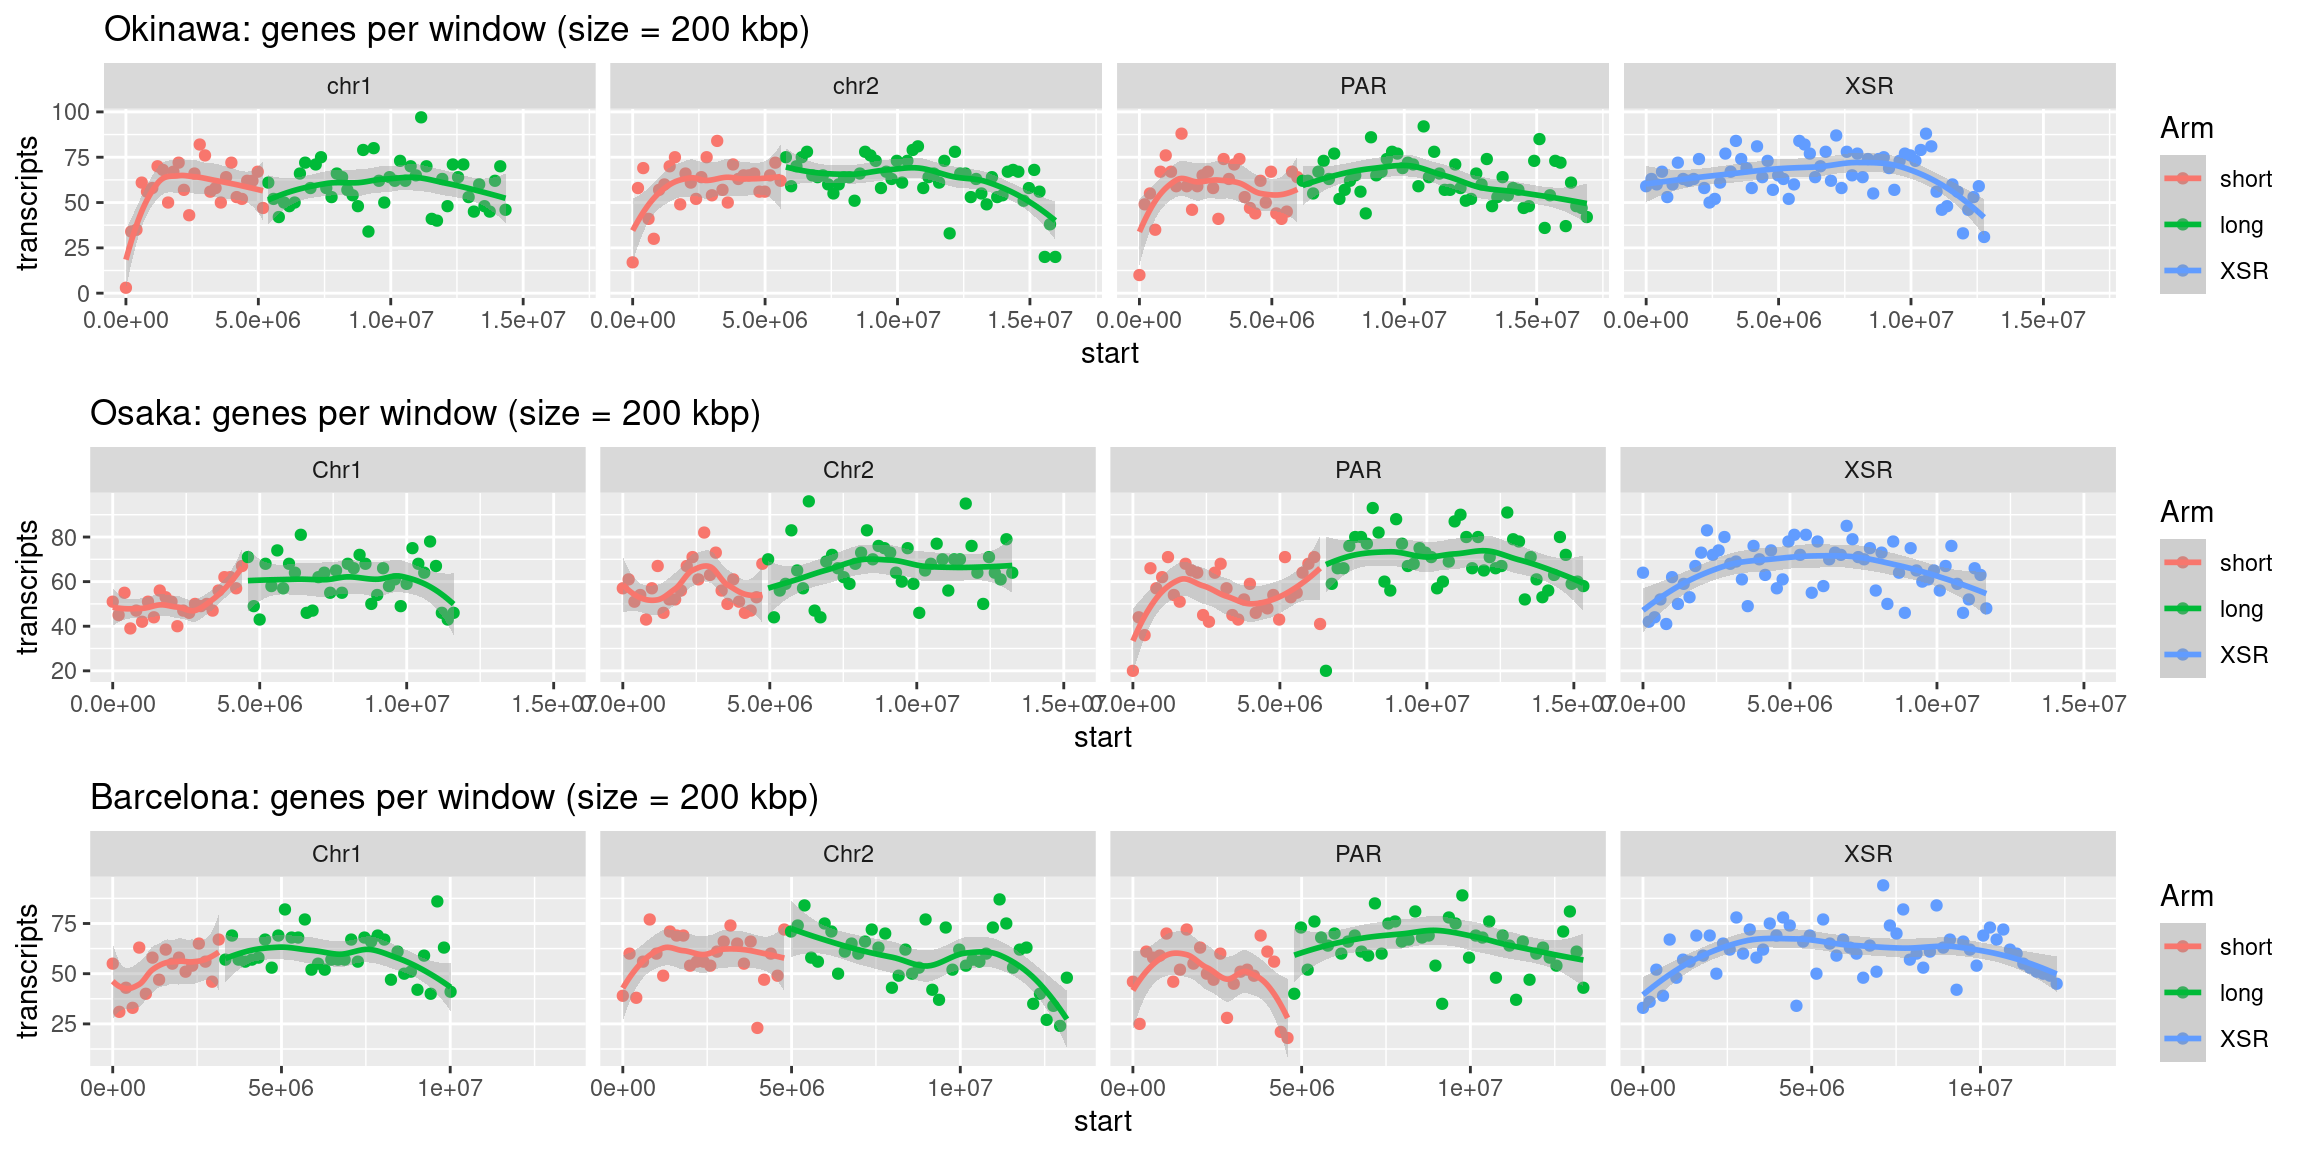 Okinawa: genes per window (size = 200 kbp)
chr1 chr2 PAR XSR
transcripts
100
75
50
25
0
0.0e+00 5.0e+06 1.0e+07 1.5e+07 0.0e+00 5.0e+06 1.0e+07 1.5e+07 0.0e+00 5.0e+06 1.0e+07 1.5e+07 0.0e+00 5.0e+06 1.0e+07 1.5e+07
start
Arm
short
long
XSR
Osaka: genes per window (size = 200 kbp)
Chr1 Chr2 PAR XSR
transcripts
80
60
40
20
0.0e+00 5.0e+06 1.0e+07 1.5e+07 0.0e+00 5.0e+06 1.0e+07 1.5e+07 0.0e+00 5.0e+06 1.0e+07 1.5e+07 0.0e+00 5.0e+06 1.0e+07 1.5e+07
start
Arm
short
long
XSR
Barcelona: genes per window (size = 200 kbp)
Chr1 Chr2 PAR XSR
transcripts
75
50
25
0e+00 5e+06 1e+07 0e+00 5e+06 1e+07 0e+00 5e+06 1e+07 0e+00 5e+06 1e+07
start
Arm
short
long
XSR